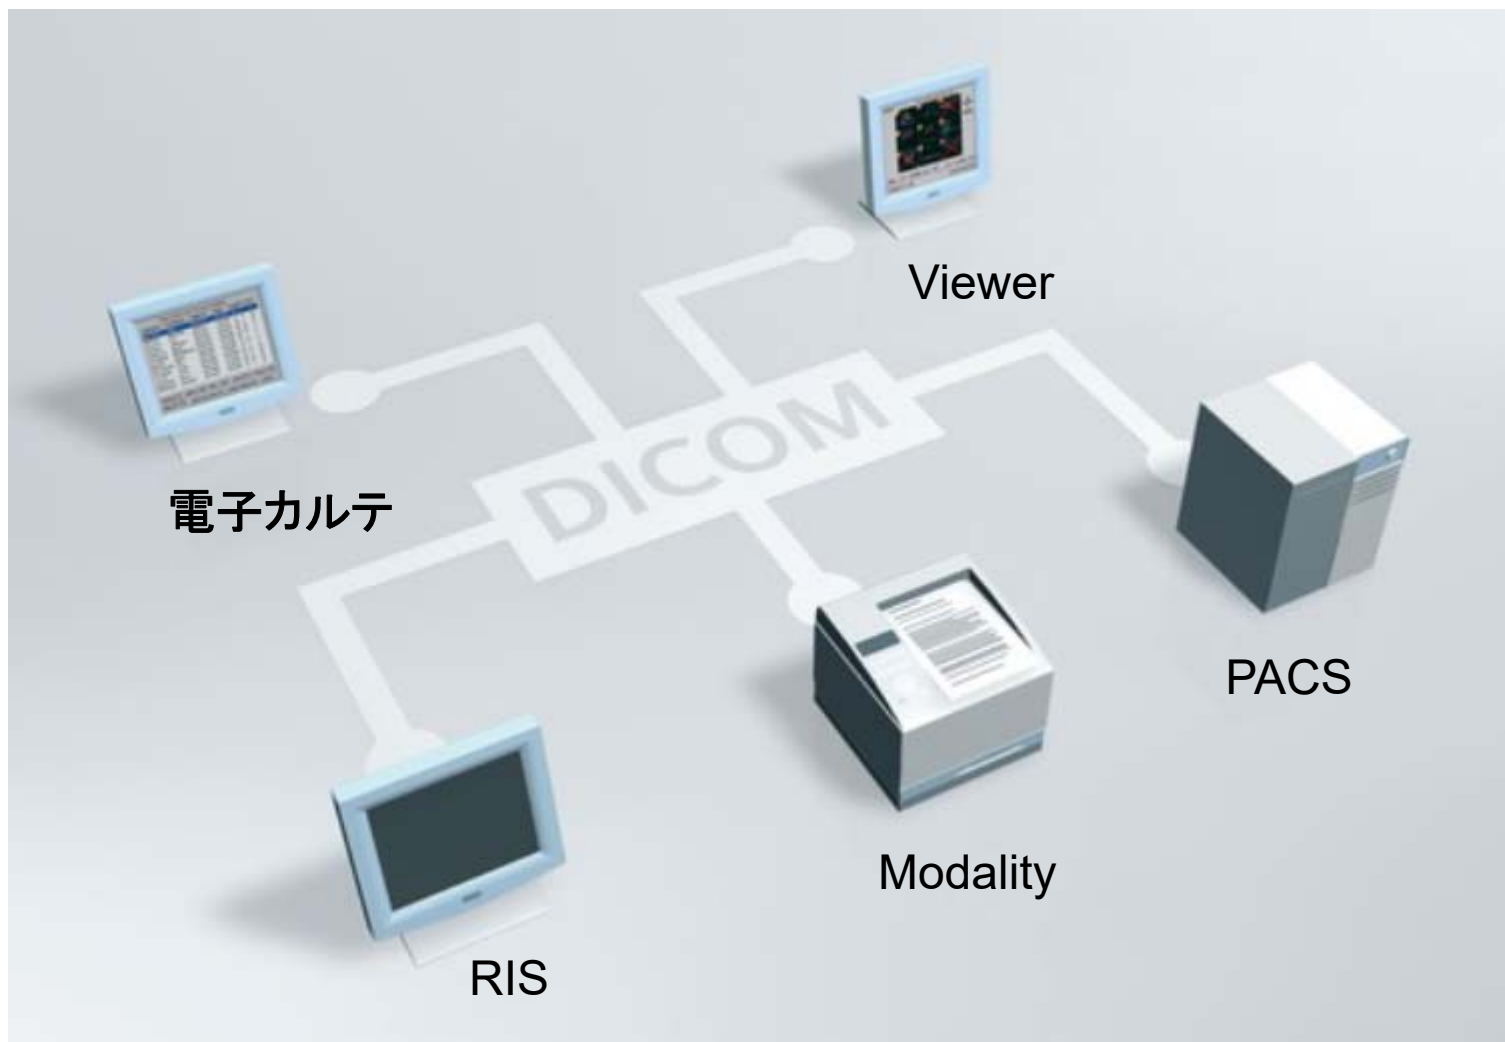 Viewer
電子カルテ
DICOM
PACS
Modality
RIS